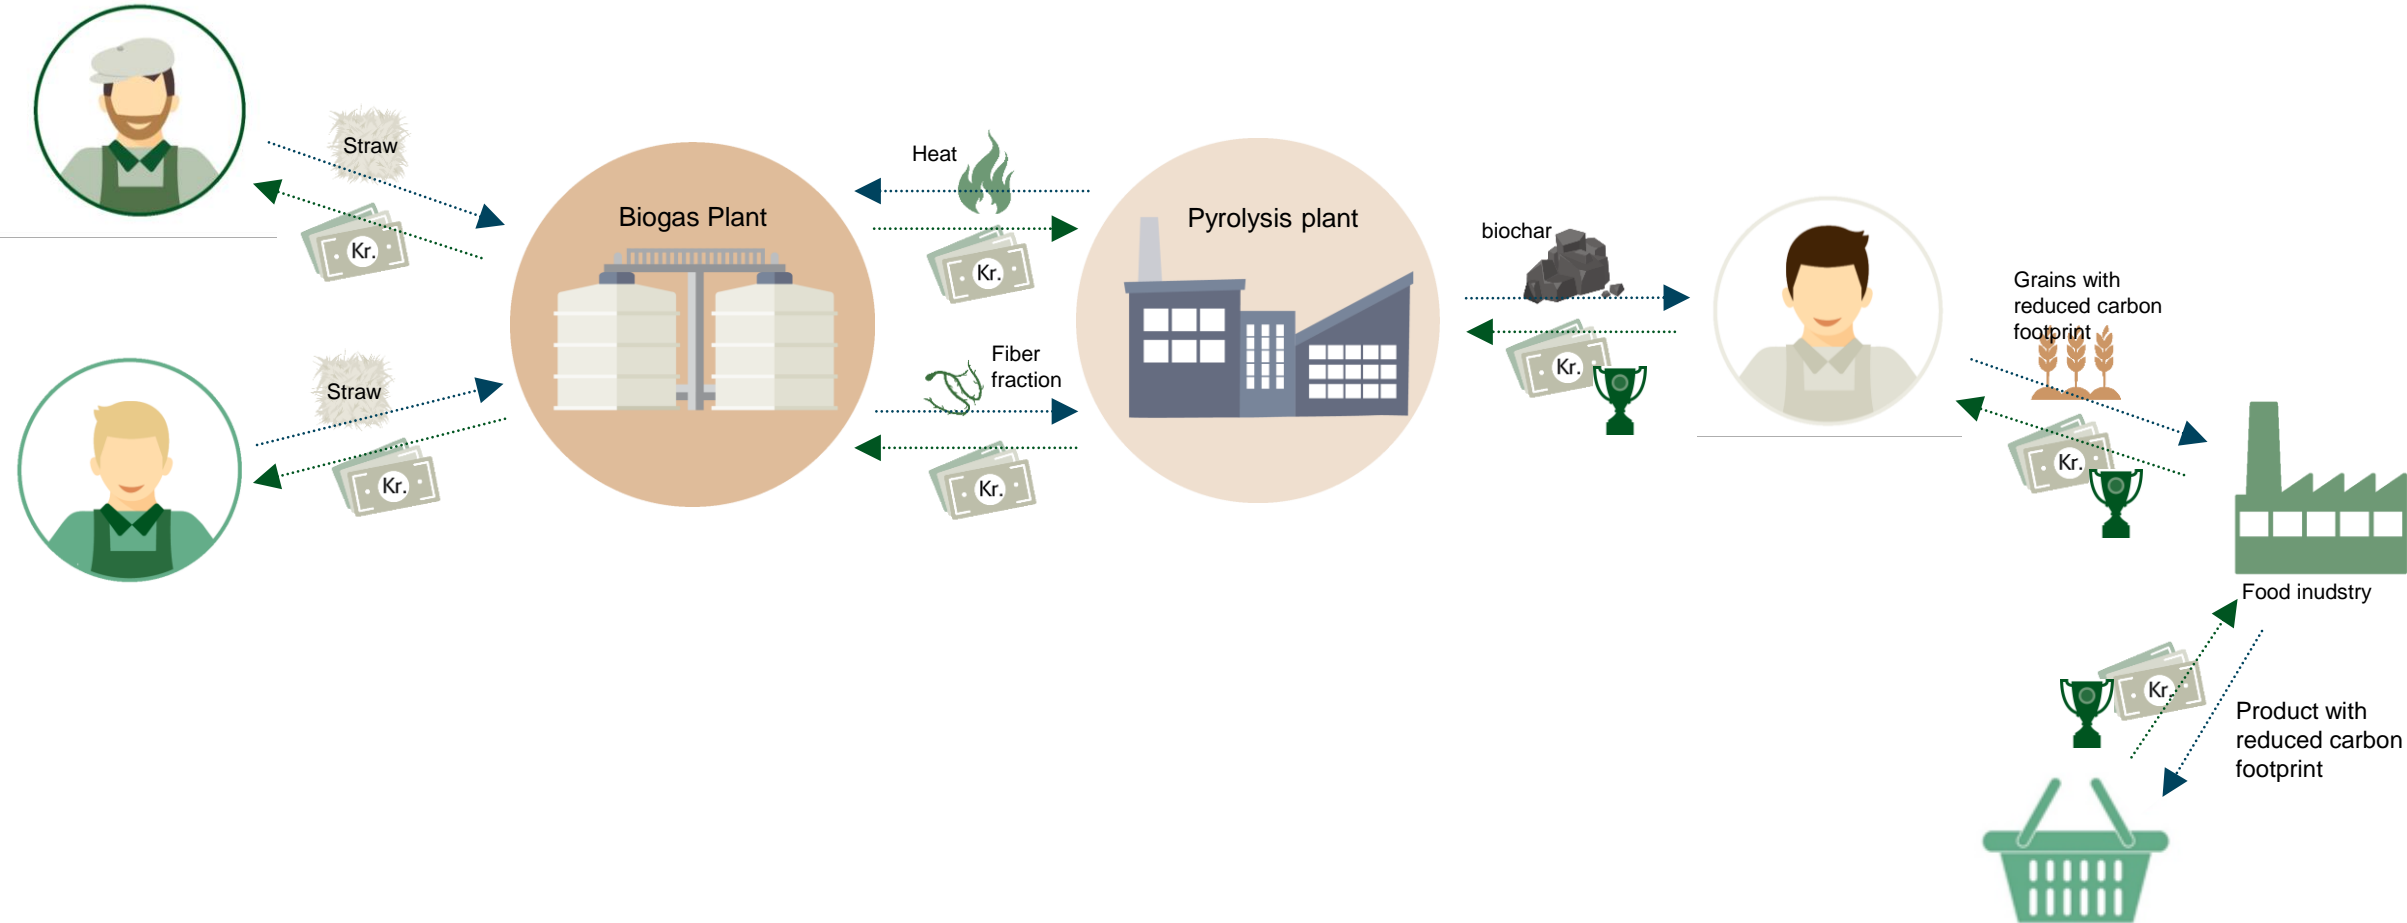 Straw
Kr.
Straw
Kr.
Biogas Plant
Heat
Kr.
Fiber
fraction
Kr.
Pyrolysis plant
biochar
Kr.
Grains with
reduced carbon
footprint
Kr.
Food inudstry
Kr.
Product with
reduced carbon
footprint